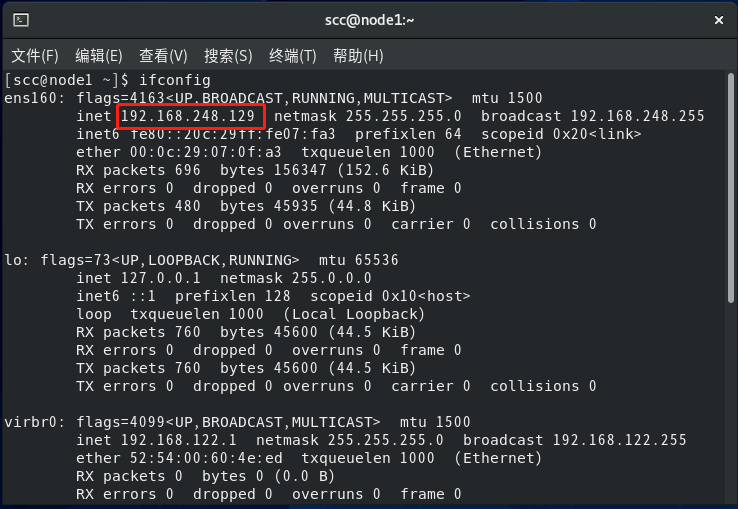 scc@node1:~
文件(F) 编辑(E) 查看(V) 搜索(S) 终端(T) 帮助(H)
[scc@node1 ~]$ ifconfig
ens160: flags=4163<UP,BROADCAST,RUNNING,MULTICAST>  mtu 1500
        inet 192.168.248.129  netmask 255.255.255.0  broadcast 192.168.248.255
        inet6 fe80::20c:29ff:fe07:fa3  prefixlen 64  scopeid 0x20<link>
        ether 00:0c:29:07:0f:a3  txqueuelen 1000  (Ethernet)
        RX packets 696  bytes 156347 (152.6 KiB)
        RX errors 0  dropped 0  overruns 0  frame 0
        TX packets 480  bytes 45935 (44.8 KiB)
        TX errors 0  dropped 0 overruns 0  carrier 0  collisions 0
lo: flags=73<UP,LOOPBACK,RUNNING>  mtu 65536
        inet 127.0.0.1  netmask 255.0.0.0
        inet6 ::1  prefixlen 128  scopeid 0x10<host>
        loop  txqueuelen 1000  (Local Loopback)
        RX packets 760  bytes 45600 (44.5 KiB)
        RX errors 0  dropped 0  overruns 0  frame 0
        TX packets 760  bytes 45600 (44.5 KiB)
        TX errors 0  dropped 0 overruns 0  carrier 0  collisions 0
virbr0: flags=4099<UP,BROADCAST,MULTICAST>  mtu 1500
        inet 192.168.122.1  netmask 255.255.255.0  broadcast 192.168.122.255
        ether 52:54:00:60:4e:ed  txqueuelen 1000  (Ethernet)
        RX packets 0  bytes 0 (0.0 B)
        RX errors 0  dropped 0  overruns 0  frame 0